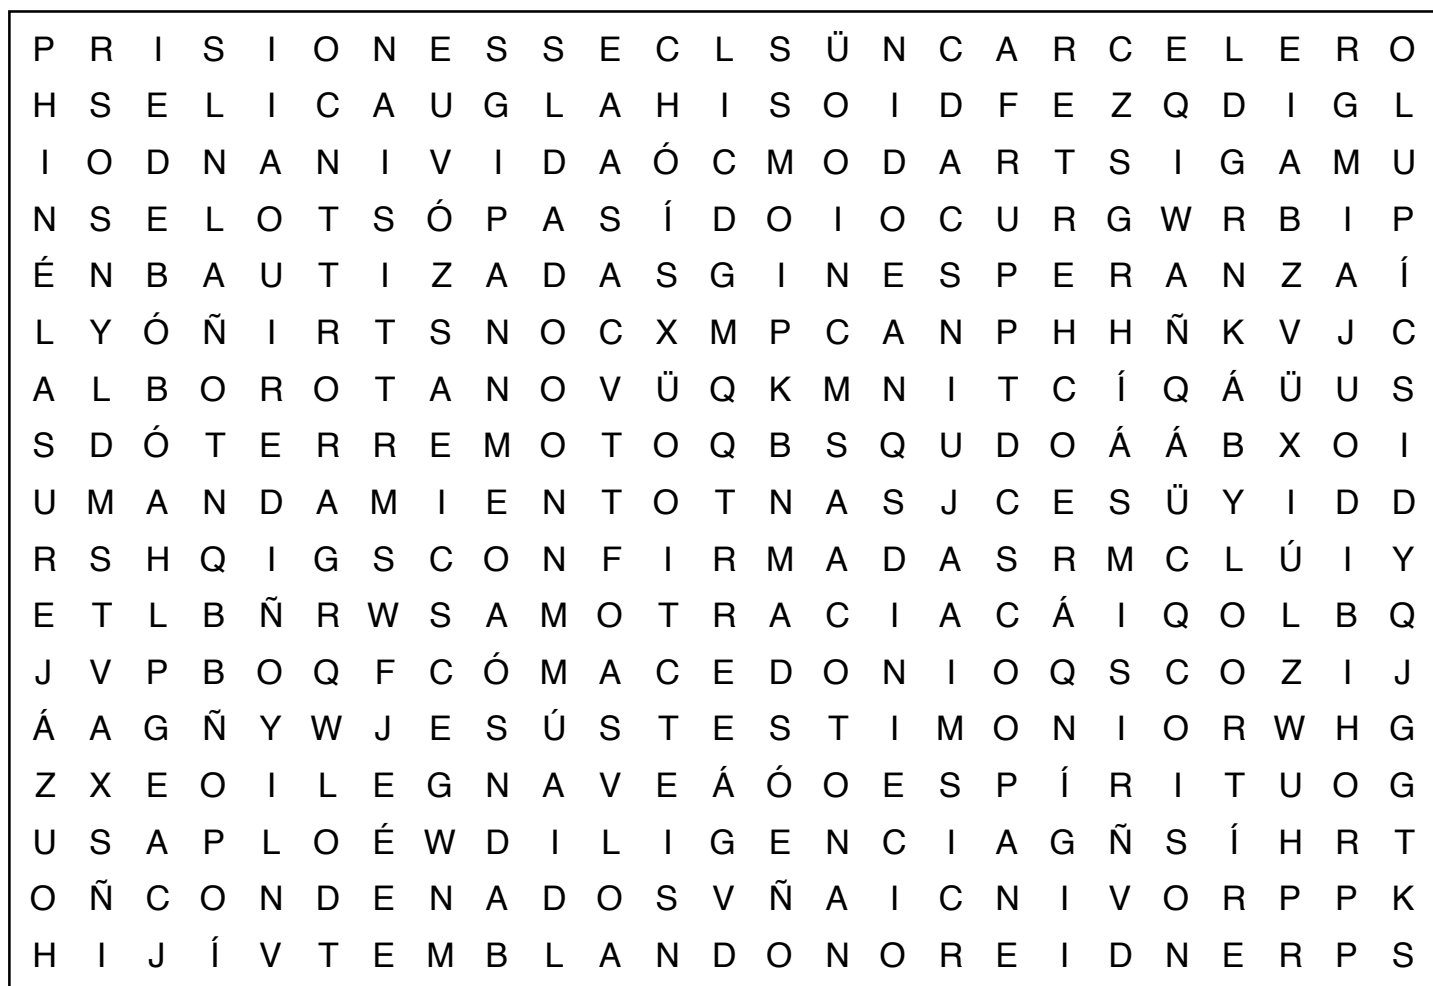 P R I S I O N E S S E C L S Ü N C A R C E L E R O
H S E L I C A U G L A H I S O I D F E Z Q D I G L
I O D N A N I V I D A Ó C M O D A R T S I G A M U
N S E L O T S Ó P A S Í D O I O C U R G W R B I P
É N B A U T I Z A D A S G I N E S P E R A N Z A Í
L Y Ó Ñ I R T S N O C X M P C A N P H H Ñ K V J C
A L B O R O T A N O V Ü Q K M N I T C Í Q Á Ü U S
S D Ó T E R R E M O T O Q B S Q U D O Á Á B X O I
U M A N D A M I E N T O T N A S J C E S Ü Y I D D
R S H Q I G S C O N F I R M A D A S R M C L Ú I Y
E T L B Ñ R W S A M O T R A C I A C Á I Q O L B Q
J V P B O Q F C Ó M A C E D O N I O Q S C O Z I J
Á A G Ñ Y W J E S Ú S T E S T I M O N I O R W H G
Z X E O I L E G N A V E Á Ó O E S P Í R I T U O G
U S A P L O É W D I L I G E N C I A G Ñ S Í H R T
O Ñ C O N D E N A D O S V Ñ A I C N I V O R P P K
H I J Í V T E M B L A N D O N O R E I D N E R P S